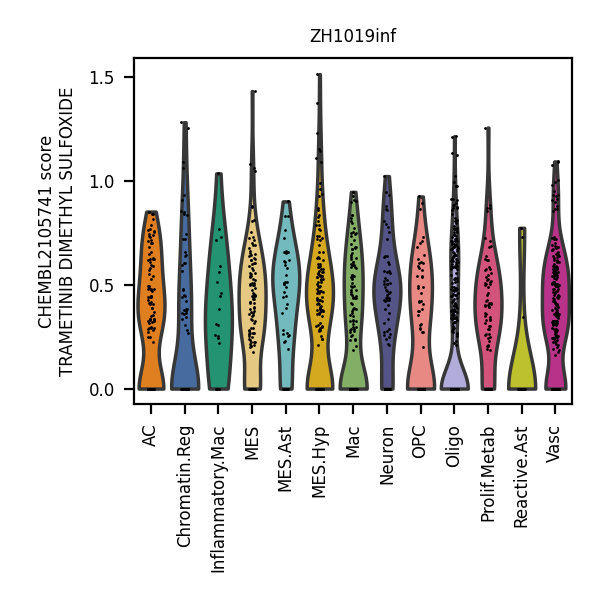 ZH1019inf
CHEMBL2105741 score
TRAMETINIB DIMETHYL SULFOXIDE
1.5
1.0
0.5
0.0
AC
Chromatin.Reg
Inflammatory.Mac
MES
MES.Ast
MES.Hyp
Mac
Neuron
OPC
Oligo
Prolif.Metab
Reactive.Ast
Vasc